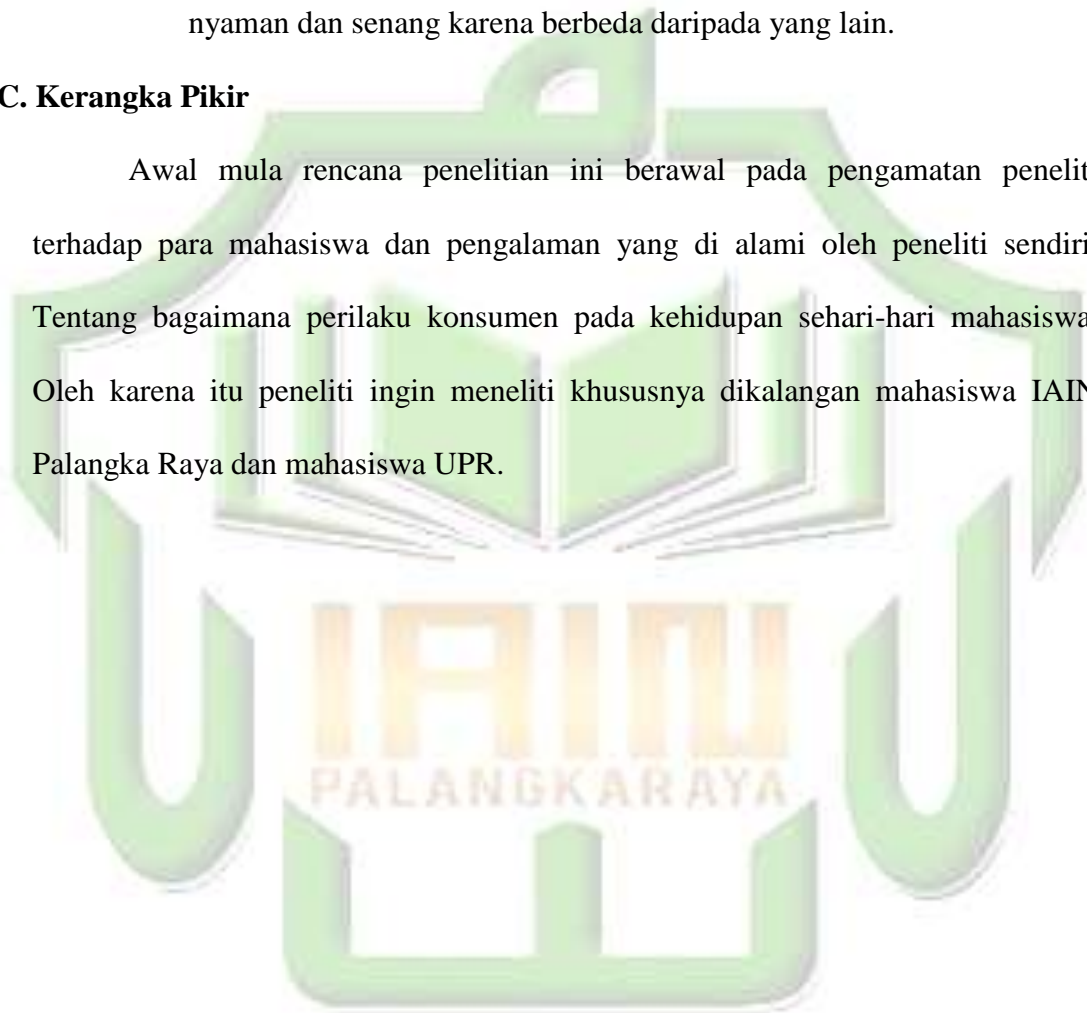 nyaman dan senang karena berbeda daripada yang lain.
C. Kerangka Pikir
Awal mula rencana penelitian ini berawal pada pengamatan penelit
terhadap para mahasiswa dan pengalaman yang di alami oleh peneliti sendiri
Tentang bagaimana perilaku konsumen pada kehidupan sehari-hari mahasiswa
Oleh karena itu peneliti ingin meneliti khususnya dikalangan mahasiswa IAIN
Palangka Raya dan mahasiswa UPR.
IAIN
PALANGKARAYA